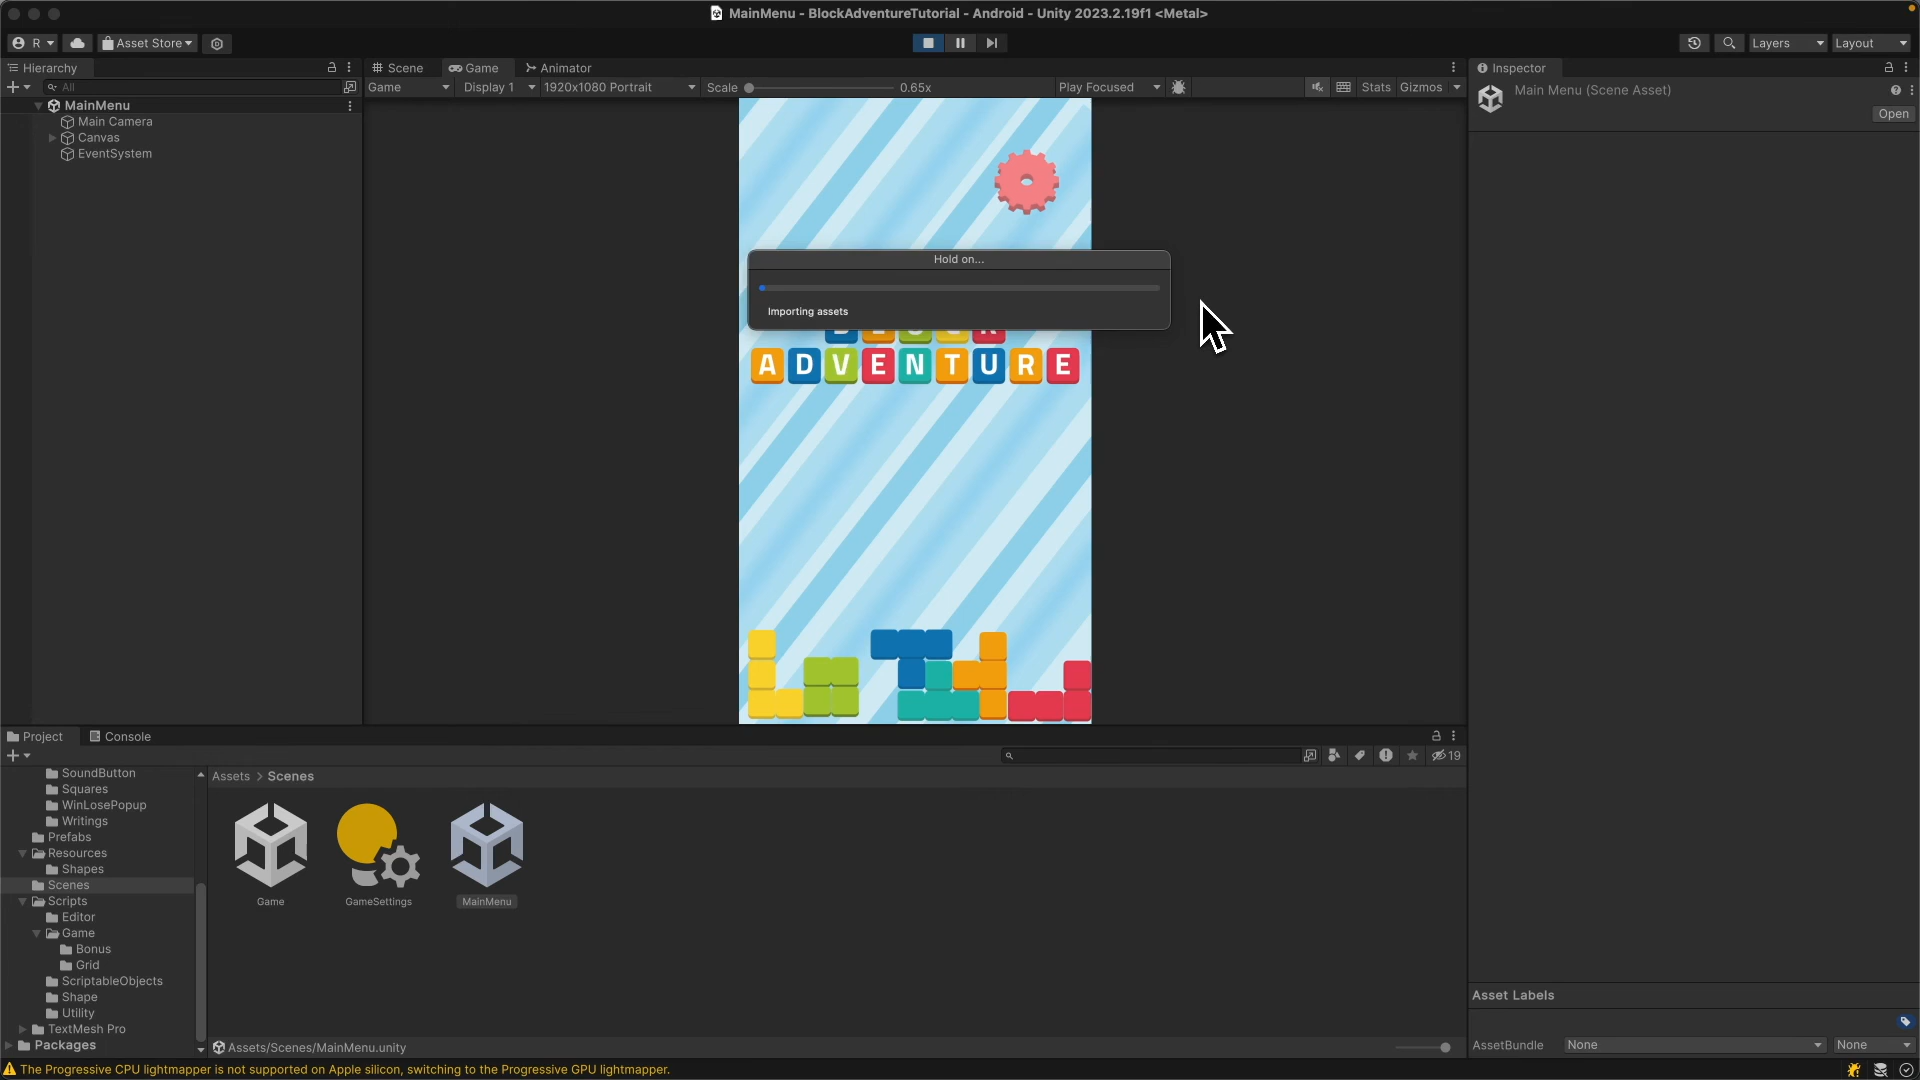 MainMenu - BlockAdventureTutorial - Android - Unity 2023.2.19f1 <Metal>
R
Asset Store
Layers
Layout
Hierarchy
Scene
Game
Animator
Inspector
All
Game
Display 1
1920x1080 Portrait
Scale
0.65x
Play Focused
Stats
Gizmos
Main Menu (Scene Asset)
Open
MainMenu
Main Camera
Canvas
EventSystem
Hold on...
Importing assets
ADVENTURE
Project
Console
19
SoundButton
Squares
WinLosePopup
Writings
Prefabs
Resources
Shapes
Scenes
Scripts
Editor
Game
Bonus
Grid
ScriptableObjects
Shape
Utility
TextMesh Pro
Packages
Assets > Scenes
Game
GameSettings
MainMenu
Assets/Scenes/MainMenu.unity
Asset Labels
AssetBundle
None
None
The Progressive CPU lightmapper is not supported on Apple silicon, switching to the Progressive GPU lightmapper.